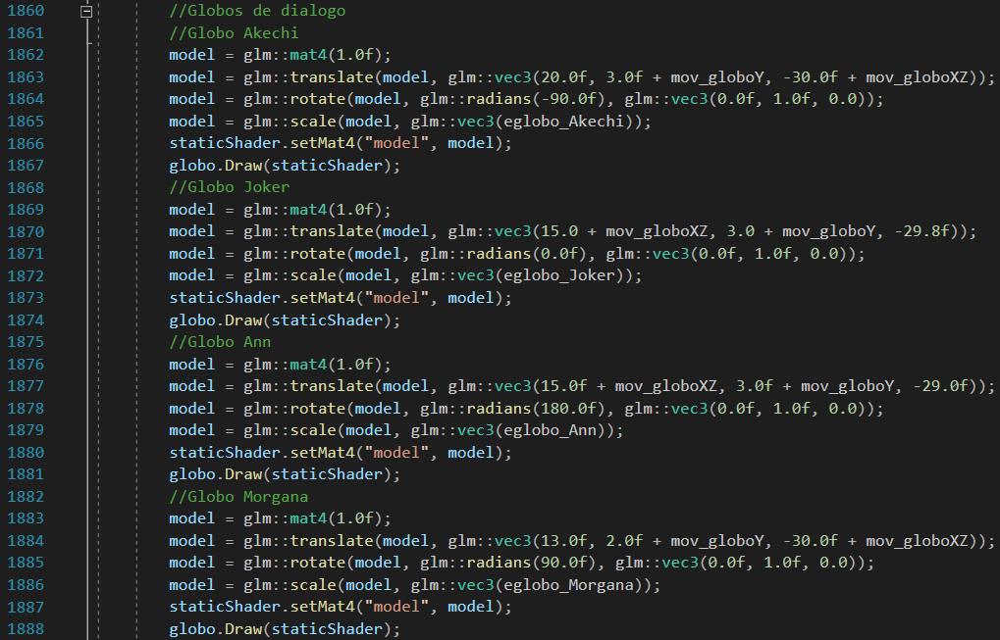 1860 //Globos de dialogo
1861 //Globo Akechi
1862 model = glm::mat4(1.0f);
1863 model = glm::translate(model, glm::vec3(20.0f, 3.0f + mov_globoY, -30.0f + mov_globoXZ));
1864 model = glm::rotate(model, glm::radians(-90.0f), glm::vec3(0.0f, 1.0f, 0.0));
1865 model = glm::scale(model, glm::vec3(eglobo_Akechi));
1866 staticShader.setMat4("model", model);
1867 globo.Draw(staticShader);
1868 //Globo Joker
1869 model = glm::mat4(1.0f);
1870 model = glm::translate(model, glm::vec3(15.0 + mov_globoXZ, 3.0 + mov_globoY, -29.8f));
1871 model = glm::rotate(model, glm::radians(0.0f), glm::vec3(0.0f, 1.0f, 0.0));
1872 model = glm::scale(model, glm::vec3(eglobo_Joker));
1873 staticShader.setMat4("model", model);
1874 globo.Draw(staticShader);
1875 //Globo Ann
1876 model = glm::mat4(1.0f);
1877 model = glm::translate(model, glm::vec3(15.0f + mov_globoXZ, 3.0f + mov_globoY, -29.0f));
1878 model = glm::rotate(model, glm::radians(180.0f), glm::vec3(0.0f, 1.0f, 0.0));
1879 model = glm::scale(model, glm::vec3(eglobo_Ann));
1880 staticShader.setMat4("model", model);
1881 globo.Draw(staticShader);
1882 //Globo Morgana
1883 model = glm::mat4(1.0f);
1884 model = glm::translate(model, glm::vec3(13.0f, 2.0f + mov_globoY, -30.0f + mov_globoXZ));
1885 model = glm::rotate(model, glm::radians(90.0f), glm::vec3(0.0f, 1.0f, 0.0));
1886 model = glm::scale(model, glm::vec3(eglobo_Morgana));
1887 staticShader.setMat4("model", model);
1888 globo.Draw(staticShader);